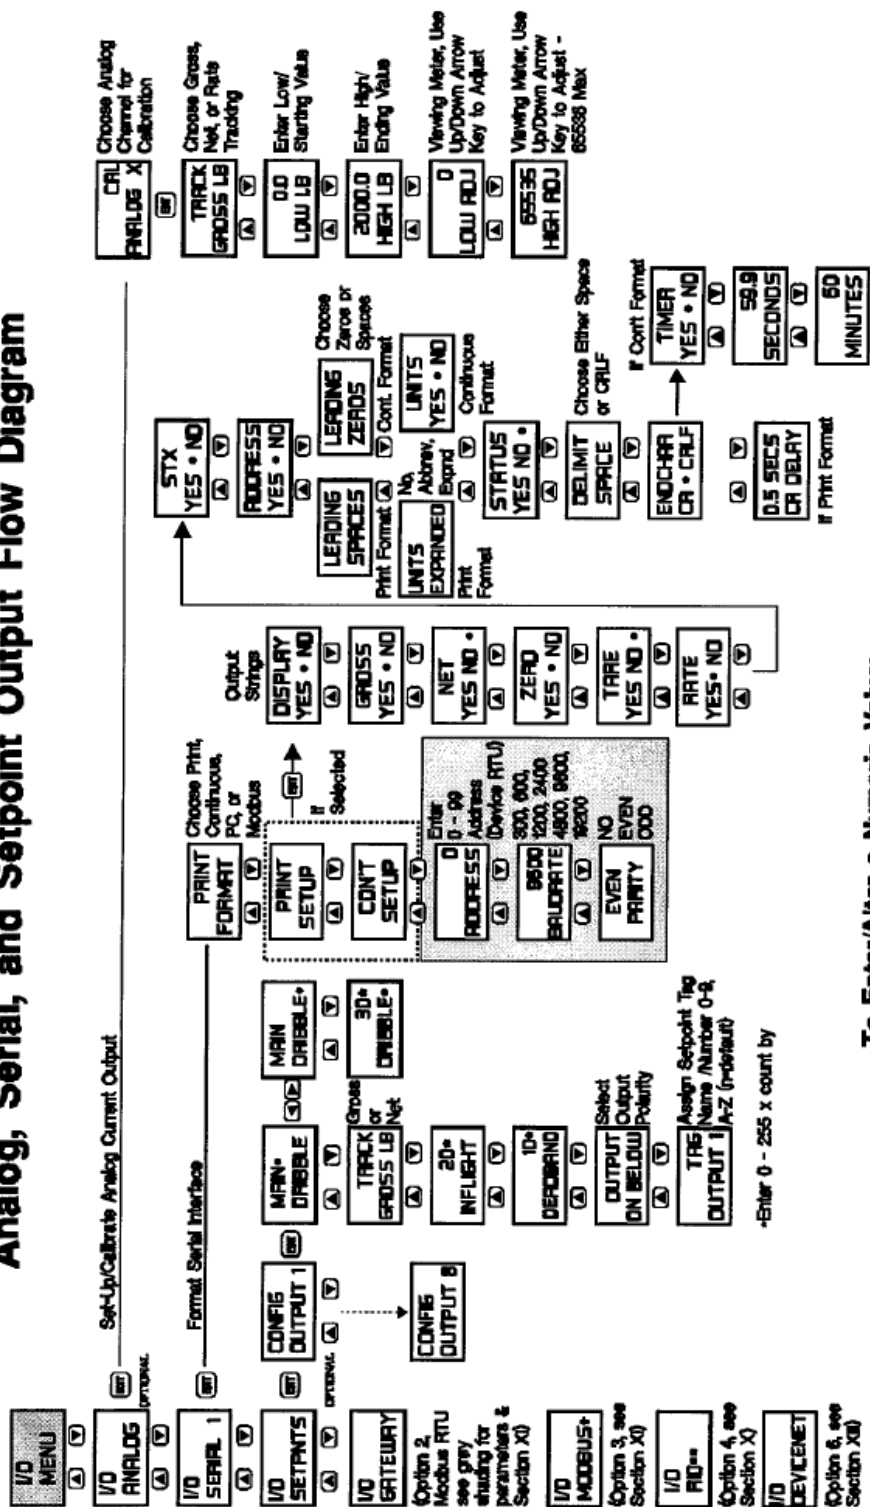 Analog, Serial, and Setpoint Output Flow Diagram
I/O
MENU
I/O
ANALOG
OPTIONAL
Set-Up/Calibrate Analog Current Output
CAL
ANALOG X
Choose Analog
Channel for
Calibration
TRACK
GROSS LB
Choose Gross,
Net, or Rate
Tracking
0.0
LOW LB
Enter Low/
Starting Value
2000.0
HIGH LB
Enter High/
Ending Value
0
LOW ADJ
Viewing Meter, Use
Up/Down Arrow
Key to Adjust
65535
HIGH ADJ
Viewing Meter, Use
Up/Down Arrow
Key to Adjust -
65536 Max
I/O
SERIAL 1
Format Serial Interface
PRINT
FORMAT
Choose Print,
Continuous,
PC, or
Modbus
PRINT
SETUP
CON'T
SETUP
If
Selected
0
ADDRESS
Enter
0 - 99
Address
(Device RTU)
9600
BAUDRATE
300, 600,
1200, 2400
4800, 9600,
19200
EVEN
PARITY
NO
EVEN
ODD
Output
Strings
DISPLAY
YES * NO
GROSS
YES * NO
NET
YES NO *
ZERO
YES * NO
TARE
YES NO *
RATE
YES* NO
STX
YES * NO
ADDRESS
YES * NO
LEADING
SPACES
LEADING
ZEROS
Choose
Zeros or
Spaces
Print Format
Cont. Format
UNITS
EXPANDED
No,
Abbrev,
Expnd
UNITS
YES * NO
Print
Format
Continuous
Format
STATUS
YES NO *
DELIMIT
SPACE
Choose Either Space
or CRLF
ENDCHAR
CR * CRLF
0.5 SECS
CR DELAY
If Print Format
If Con't Format
TIMER
YES * NO
59.9
SECONDS
60
MINUTES
I/O
SETPNTS
OPTIONAL
CONFIG
OUTPUT 1
CONFIG
OUTPUT 8
MAIN*
DRIBBLE
MAIN
DRIBBLE*
30*
DRIBBLE*
TRACK
GROSS LB
Gross
or
Net
20*
INFLIGHT
10*
DEADBAND
OUTPUT
ON BELOW
Select
Output
Polarity
TAG
OUTPUT 1
Assign Setpoint Tag
Name /Number 0-9,
A-Z (n=default)
*Enter 0 - 255 x count by
I/O
GATEWAY
(Option 2,
Modbus RTU
see grey
shading for
parameters &
Section XI)
I/O
MODBUS+
(Option 3, see
Section XI)
I/O
RIO**
(Option 4, see
Section X)
I/O
DEVICENET
(Option 6, see
Section XIII)
To Enter/Alter a Numeric Value